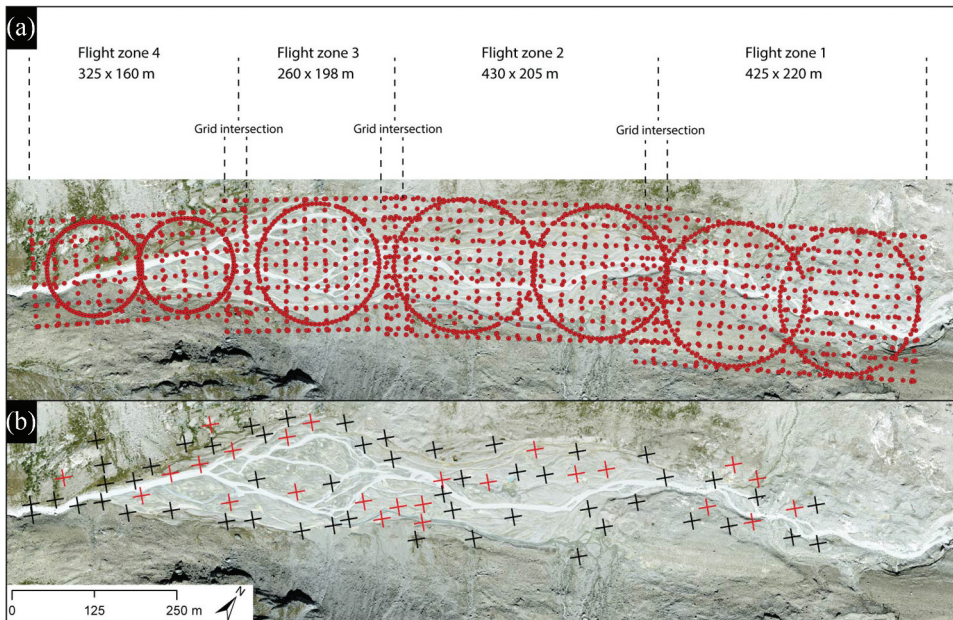 (a)
Flight zone 4
325 x 160 m
Flight zone 3
260 x 198 m
Flight zone 2
430 x 205 m
Flight zone 1
425 x 220 m
Grid intersection
Grid intersection
Grid intersection
(b)
0
125
250 m
N